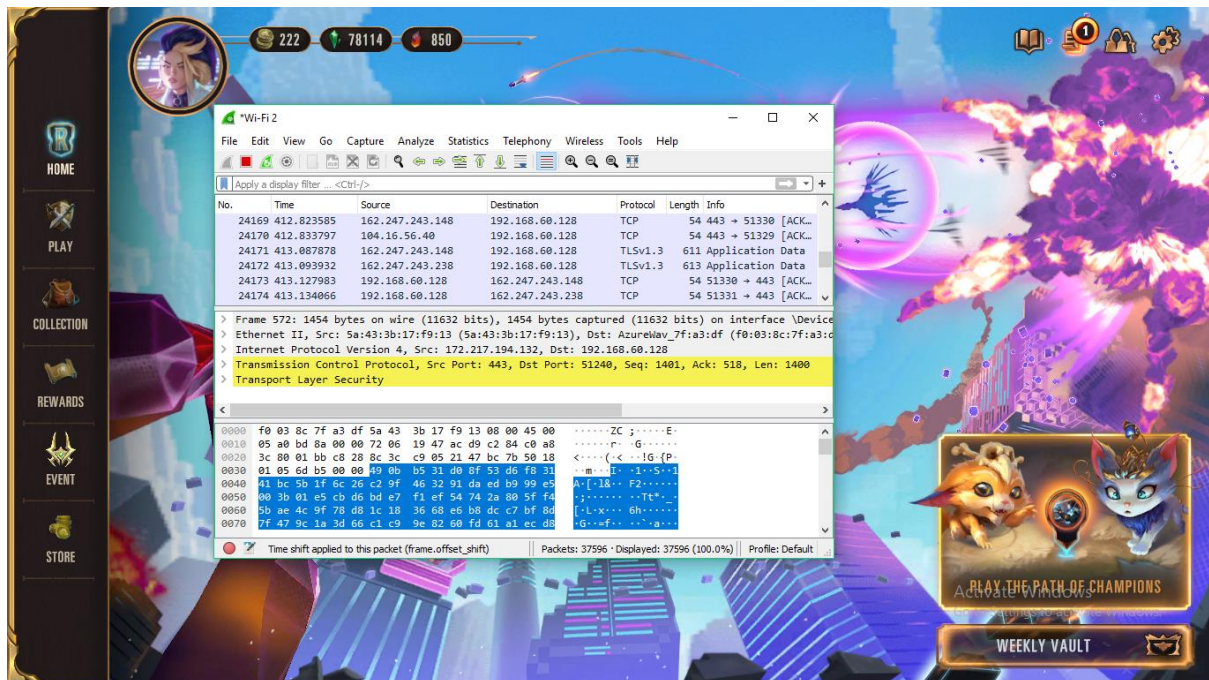 222 78114 850 1
HOME
PLAY
COLLECTION
REWARDS
EVENT
STORE
*Wi-Fi 2
File Edit View Go Capture Analyze Statistics Telephony Wireless Tools Help
Apply a display filter ... <Ctrl-/>
No. Time Source Destination Protocol Length Info
24169 412.823585 162.247.243.148 192.168.60.128 TCP 54 443 → 51330 [ACK…
24170 412.833797 104.16.56.40 192.168.60.128 TCP 54 443 → 51329 [ACK…
24171 413.087878 162.247.243.148 192.168.60.128 TLSv1.3 611 Application Data
24172 413.093932 162.247.243.238 192.168.60.128 TLSv1.3 613 Application Data
24173 413.127983 192.168.60.128 162.247.243.148 TCP 54 51330 → 443 [ACK…
24174 413.134066 192.168.60.128 162.247.243.238 TCP 54 51331 → 443 [ACK…
> Frame 572: 1454 bytes on wire (11632 bits), 1454 bytes captured (11632 bits) on interface \Device
> Ethernet II, Src: 5a:43:3b:17:f9:13 (5a:43:3b:17:f9:13), Dst: AzureWav_7f:a3:df (f0:03:8c:7f:a3:d
> Internet Protocol Version 4, Src: 172.217.194.132, Dst: 192.168.60.128
> Transmission Control Protocol, Src Port: 443, Dst Port: 51240, Seq: 1401, Ack: 518, Len: 1400
> Transport Layer Security
0000 f0 03 8c 7f a3 df 5a 43 3b 17 f9 13 08 00 45 00 ······ZC ;·····E·
0010 05 a0 bd 8a 00 00 72 06 19 47 ac d9 c2 84 c0 a8 ······r· ·G······
0020 3c 80 01 bb c8 28 8c 3c c9 05 21 47 bc 7b 50 18 <····(·< ··!G·{P·
0030 01 05 6d b5 00 00 49 0b b5 31 d0 8f 53 d6 f8 31 ··m···I· ·1··S··1
0040 41 bc 5b 1f 6c 26 c2 9f 46 32 91 da ed b9 99 e5 A·[·l&·· F2······
0050 00 3b 01 e5 cb d6 bd e7 f1 ef 54 74 2a 80 5f f4 ·;······ ··Tt*·_·
0060 5b ae 4c 9f 78 d8 1c 18 36 68 e6 b8 dc c7 bf 8d [·L·x··· 6h······
0070 7f 47 9c 1a 3d 66 c1 c9 9e 82 60 fd 61 a1 ec d8 ·G··=f·· ··`·a···
Time shift applied to this packet (frame.offset_shift) Packets: 37596 · Displayed: 37596 (100.0%) Profile: Default
PLAY THE PATH OF CHAMPIONS
Activate Windows
WEEKLY VAULT